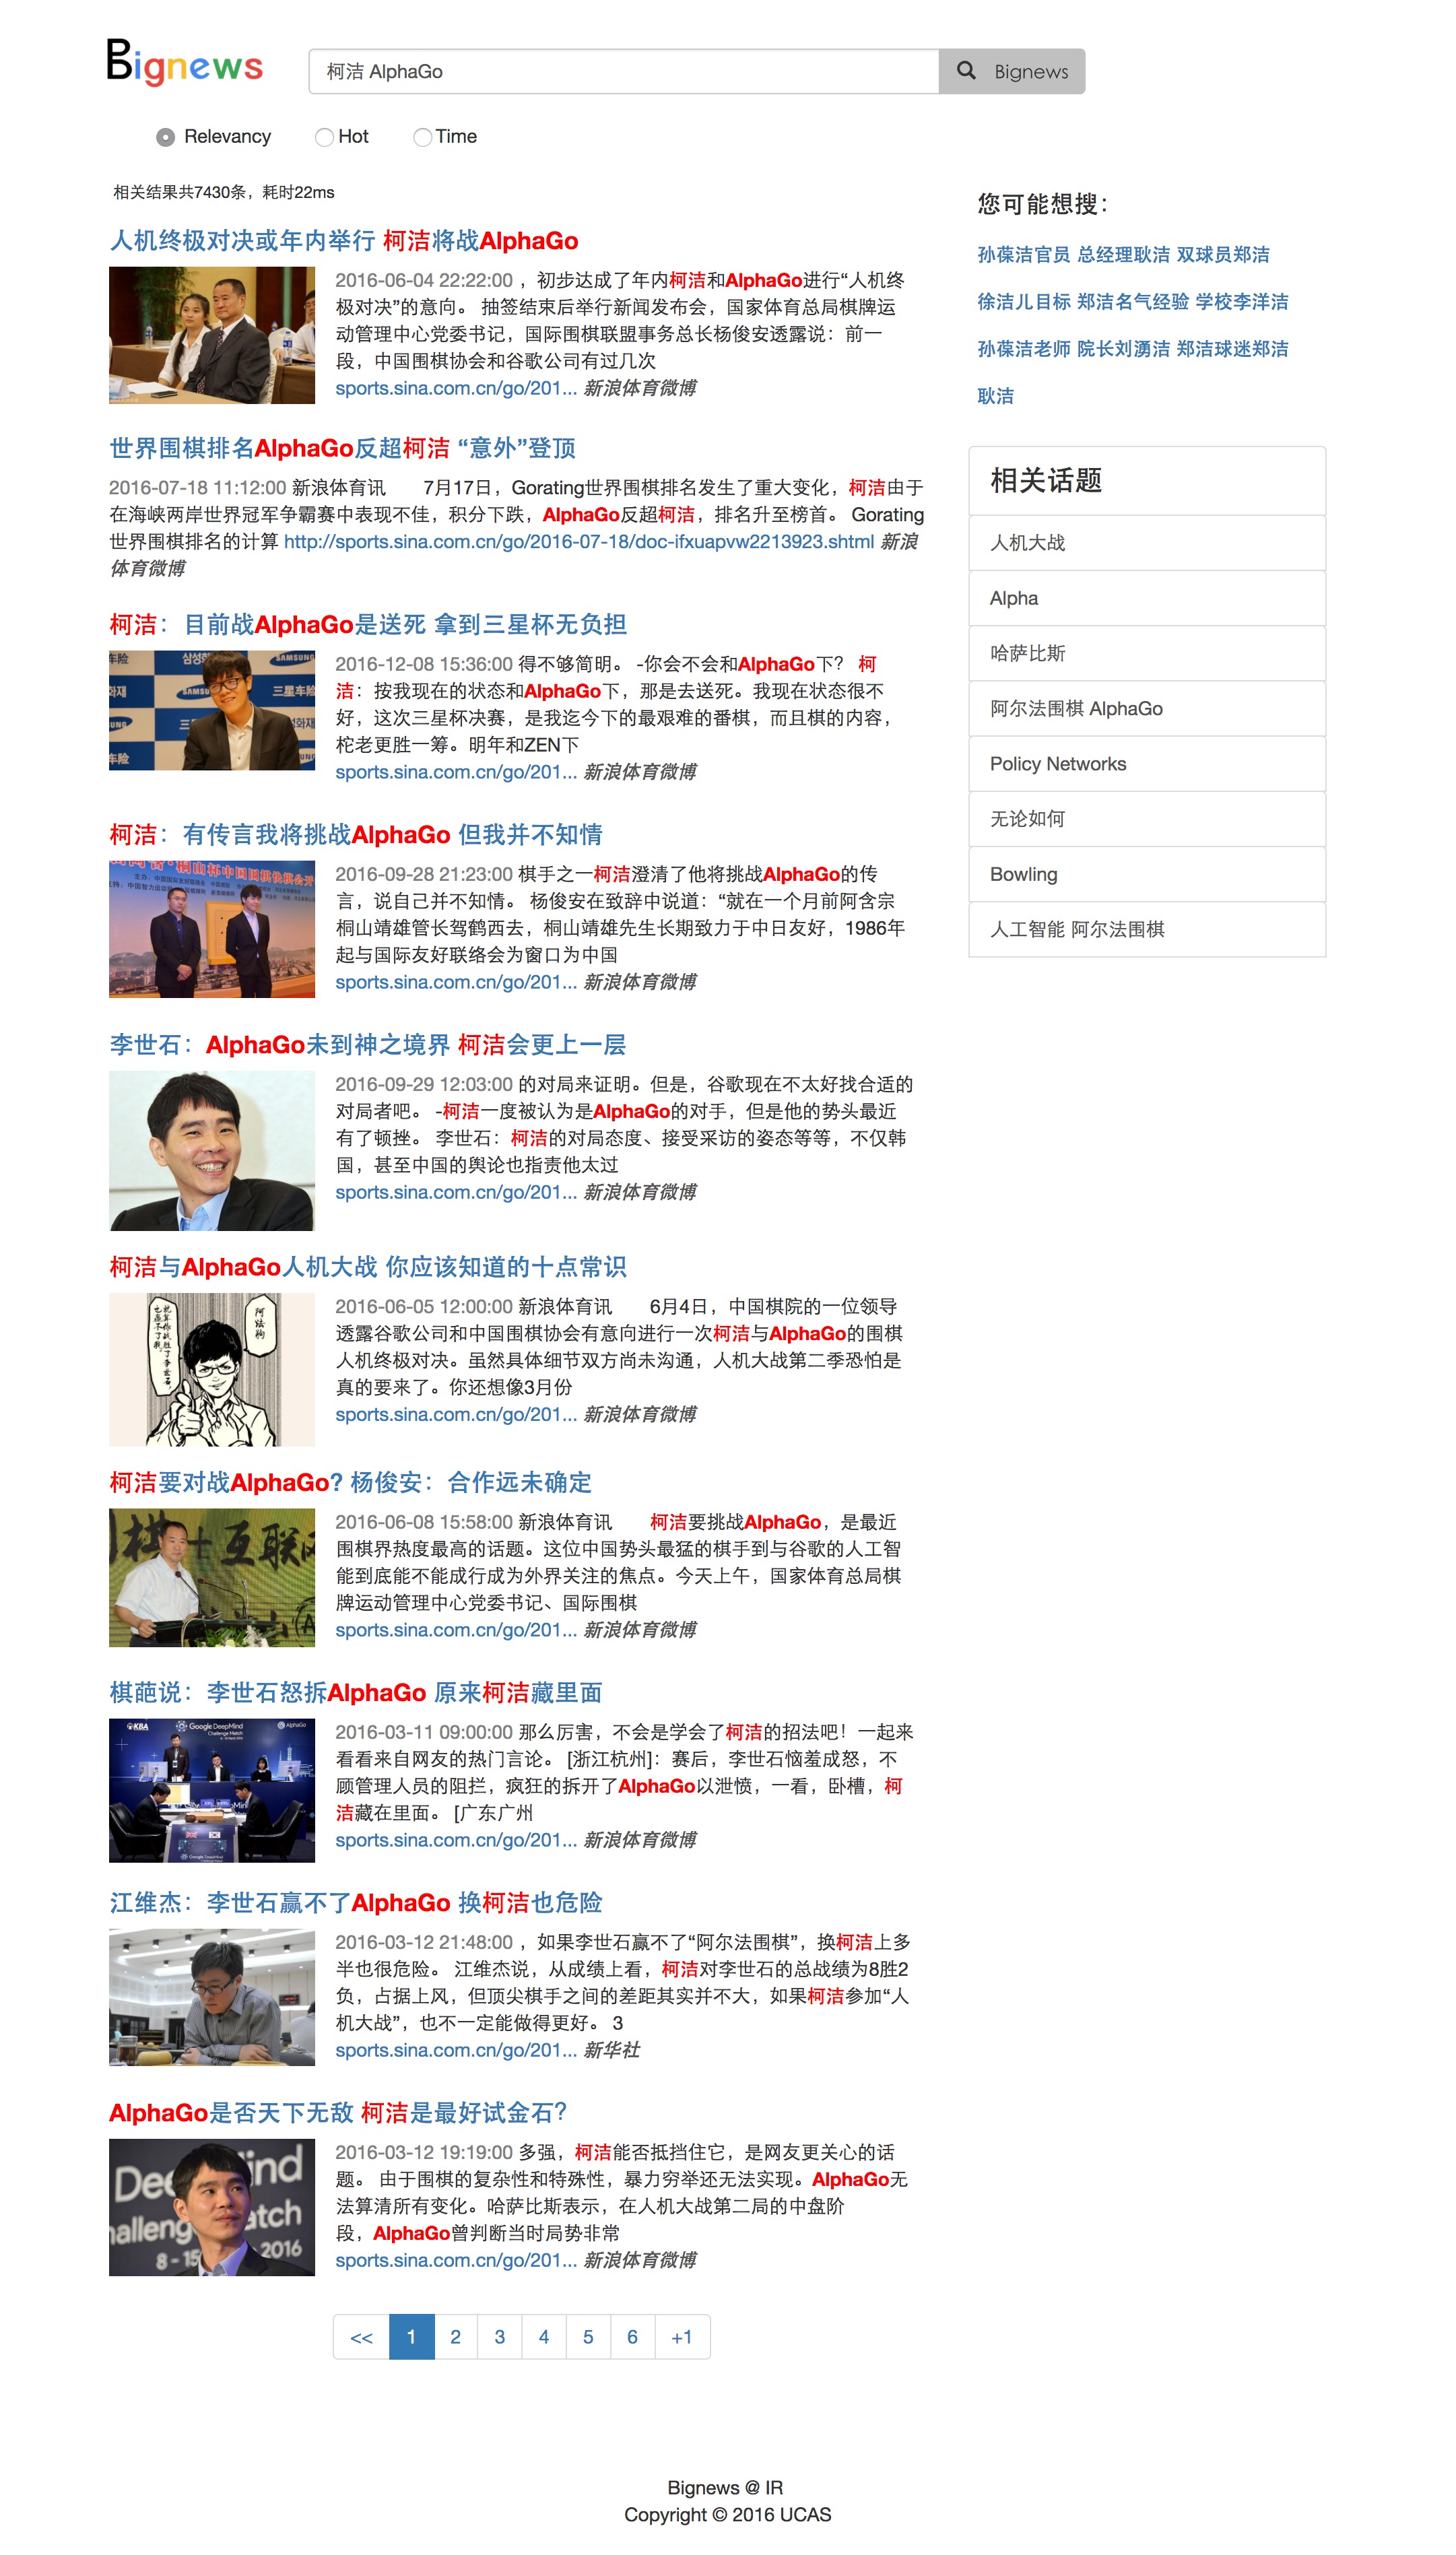 Bignews
柯洁 AlphaGo
Bignews
Relevancy Hot Time
相关结果共7430条，耗时22ms
人机终极对决或年内举行 柯洁将战AlphaGo
2016-06-04 22:22:00 ，初步达成了年内柯洁和AlphaGo进行“人机终
极对决”的意向。 抽签结束后举行新闻发布会，国家体育总局棋牌运
动管理中心党委书记，国际围棋联盟事务总长杨俊安透露说：前一
段，中国围棋协会和谷歌公司有过几次
sports.sina.com.cn/go/201... 新浪体育微博
世界围棋排名AlphaGo反超柯洁 “意外”登顶
2016-07-18 11:12:00 新浪体育讯　　7月17日，Gorating世界围棋排名发生了重大变化，柯洁由于
在海峡两岸世界冠军争霸赛中表现不佳，积分下跌，AlphaGo反超柯洁，排名升至榜首。 Gorating
世界围棋排名的计算 http://sports.sina.com.cn/go/2016-07-18/doc-ifxuapvw2213923.shtml 新浪
体育微博
柯洁：目前战AlphaGo是送死 拿到三星杯无负担
车险 三星火 SAMSUNG
火災 SAMSU 三星车险
SUNG 三 火災
车险 SAMSUNG
2016-12-08 15:36:00 得不够简明。 -你会不会和AlphaGo下？ 柯
洁：按我现在的状态和AlphaGo下，那是去送死。我现在状态很不
好，这次三星杯决赛，是我迄今下的最艰难的番棋，而且棋的内容，
柁老更胜一筹。明年和ZEN下
sports.sina.com.cn/go/201... 新浪体育微博
柯洁：有传言我将挑战AlphaGo 但我并不知情
桐山杯中国围棋快棋公开
2016-09-28 21:23:00 棋手之一柯洁澄清了他将挑战AlphaGo的传
言，说自己并不知情。 杨俊安在致辞中说道：“就在一个月前阿含宗
桐山靖雄管长驾鹤西去，桐山靖雄先生长期致力于中日友好，1986年
起与国际友好联络会为窗口为中国
sports.sina.com.cn/go/201... 新浪体育微博
李世石：AlphaGo未到神之境界 柯洁会更上一层
2016-09-29 12:03:00 的对局来证明。但是，谷歌现在不太好找合适的
对局者吧。 -柯洁一度被认为是AlphaGo的对手，但是他的势头最近
有了顿挫。 李世石：柯洁的对局态度、接受采访的姿态等等，不仅韩
国，甚至中国的舆论也指责他太过
sports.sina.com.cn/go/201... 新浪体育微博
柯洁与AlphaGo人机大战 你应该知道的十点常识
阿法狗
就算你战胜了李世石
也赢不了我。
2016-06-05 12:00:00 新浪体育讯　　6月4日，中国棋院的一位领导
透露谷歌公司和中国围棋协会有意向进行一次柯洁与AlphaGo的围棋
人机终极对决。虽然具体细节双方尚未沟通，人机大战第二季恐怕是
真的要来了。你还想像3月份
sports.sina.com.cn/go/201... 新浪体育微博
柯洁要对战AlphaGo? 杨俊安：合作远未确定
棋 互联
2016-06-08 15:58:00 新浪体育讯　　柯洁要挑战AlphaGo，是最近
围棋界热度最高的话题。这位中国势头最猛的棋手到与谷歌的人工智
能到底能不能成行成为外界关注的焦点。今天上午，国家体育总局棋
牌运动管理中心党委书记、国际围棋
sports.sina.com.cn/go/201... 新浪体育微博
棋葩说：李世石怒拆AlphaGo 原来柯洁藏里面
KBA Google DeepMind AlphaGo
Challenge Match
Google DeepMind
2016-03-11 09:00:00 那么厉害，不会是学会了柯洁的招法吧！一起来
看看来自网友的热门言论。 [浙江杭州]：赛后，李世石恼羞成怒，不
顾管理人员的阻拦，疯狂的拆开了AlphaGo以泄愤，一看，卧槽，柯
洁藏在里面。 [广东广州
sports.sina.com.cn/go/201... 新浪体育微博
江维杰：李世石赢不了AlphaGo 换柯洁也危险
2016-03-12 21:48:00 ，如果李世石赢不了“阿尔法围棋”，换柯洁上多
半也很危险。 江维杰说，从成绩上看，柯洁对李世石的总战绩为8胜2
负，占据上风，但顶尖棋手之间的差距其实并不大，如果柯洁参加“人
机大战”，也不一定能做得更好。 3
sports.sina.com.cn/go/201... 新华社
AlphaGo是否天下无敌 柯洁是最好试金石？
Dee ind
halleng atch
8 - 15 2016
2016-03-12 19:19:00 多强，柯洁能否抵挡住它，是网友更关心的话
题。 由于围棋的复杂性和特殊性，暴力穷举还无法实现。AlphaGo无
法算清所有变化。哈萨比斯表示，在人机大战第二局的中盘阶
段，AlphaGo曾判断当时局势非常
sports.sina.com.cn/go/201... 新浪体育微博
<< 1 2 3 4 5 6 +1
您可能想搜：
孙葆洁官员 总经理耿洁 双球员郑洁
徐洁儿目标 郑洁名气经验 学校李洋洁
孙葆洁老师 院长刘湧洁 郑洁球迷郑洁
耿洁
相关话题
人机大战
Alpha
哈萨比斯
阿尔法围棋 AlphaGo
Policy Networks
无论如何
Bowling
人工智能 阿尔法围棋
Bignews @ IR
Copyright © 2016 UCAS